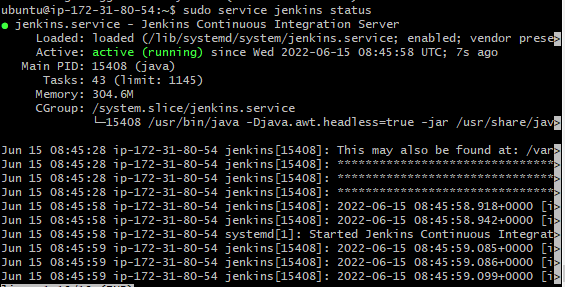 ubuntu@ip-172-31-80-54:~$ sudo service jenkins status
● jenkins.service - Jenkins Continuous Integration Server
Loaded: loaded (/lib/systemd/system/jenkins.service; enabled; vendor prese>
Active: active (running) since Wed 2022-06-15 08:45:58 UTC; 7s ago
Main PID: 15408 (java)
Tasks: 43 (limit: 1145)
Memory: 304.6M
CGroup: /system.slice/jenkins.service
└─15408 /usr/bin/java -Djava.awt.headless=true -jar /usr/share/jav>
Jun 15 08:45:28 ip-172-31-80-54 jenkins[15408]: This may also be found at: /var>
Jun 15 08:45:28 ip-172-31-80-54 jenkins[15408]: *******************************>
Jun 15 08:45:28 ip-172-31-80-54 jenkins[15408]: *******************************>
Jun 15 08:45:28 ip-172-31-80-54 jenkins[15408]: *******************************>
Jun 15 08:45:58 ip-172-31-80-54 jenkins[15408]: 2022-06-15 08:45:58.918+0000 [i>
Jun 15 08:45:58 ip-172-31-80-54 jenkins[15408]: 2022-06-15 08:45:58.942+0000 [i>
Jun 15 08:45:58 ip-172-31-80-54 systemd[1]: Started Jenkins Continuous Integrat>
Jun 15 08:45:59 ip-172-31-80-54 jenkins[15408]: 2022-06-15 08:45:59.085+0000 [i>
Jun 15 08:45:59 ip-172-31-80-54 jenkins[15408]: 2022-06-15 08:45:59.086+0000 [i>
Jun 15 08:45:59 ip-172-31-80-54 jenkins[15408]: 2022-06-15 08:45:59.099+0000 [i>